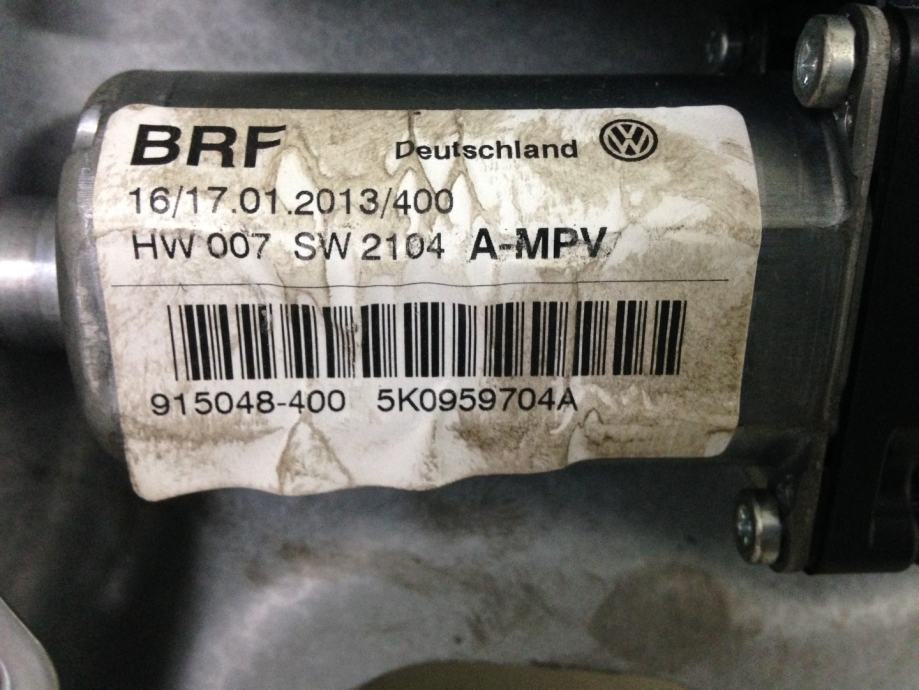 BRF Deutschland
16/17.01.2013/400
HW 007 SW 2104 A-MPV
915048-400 5K0959704A